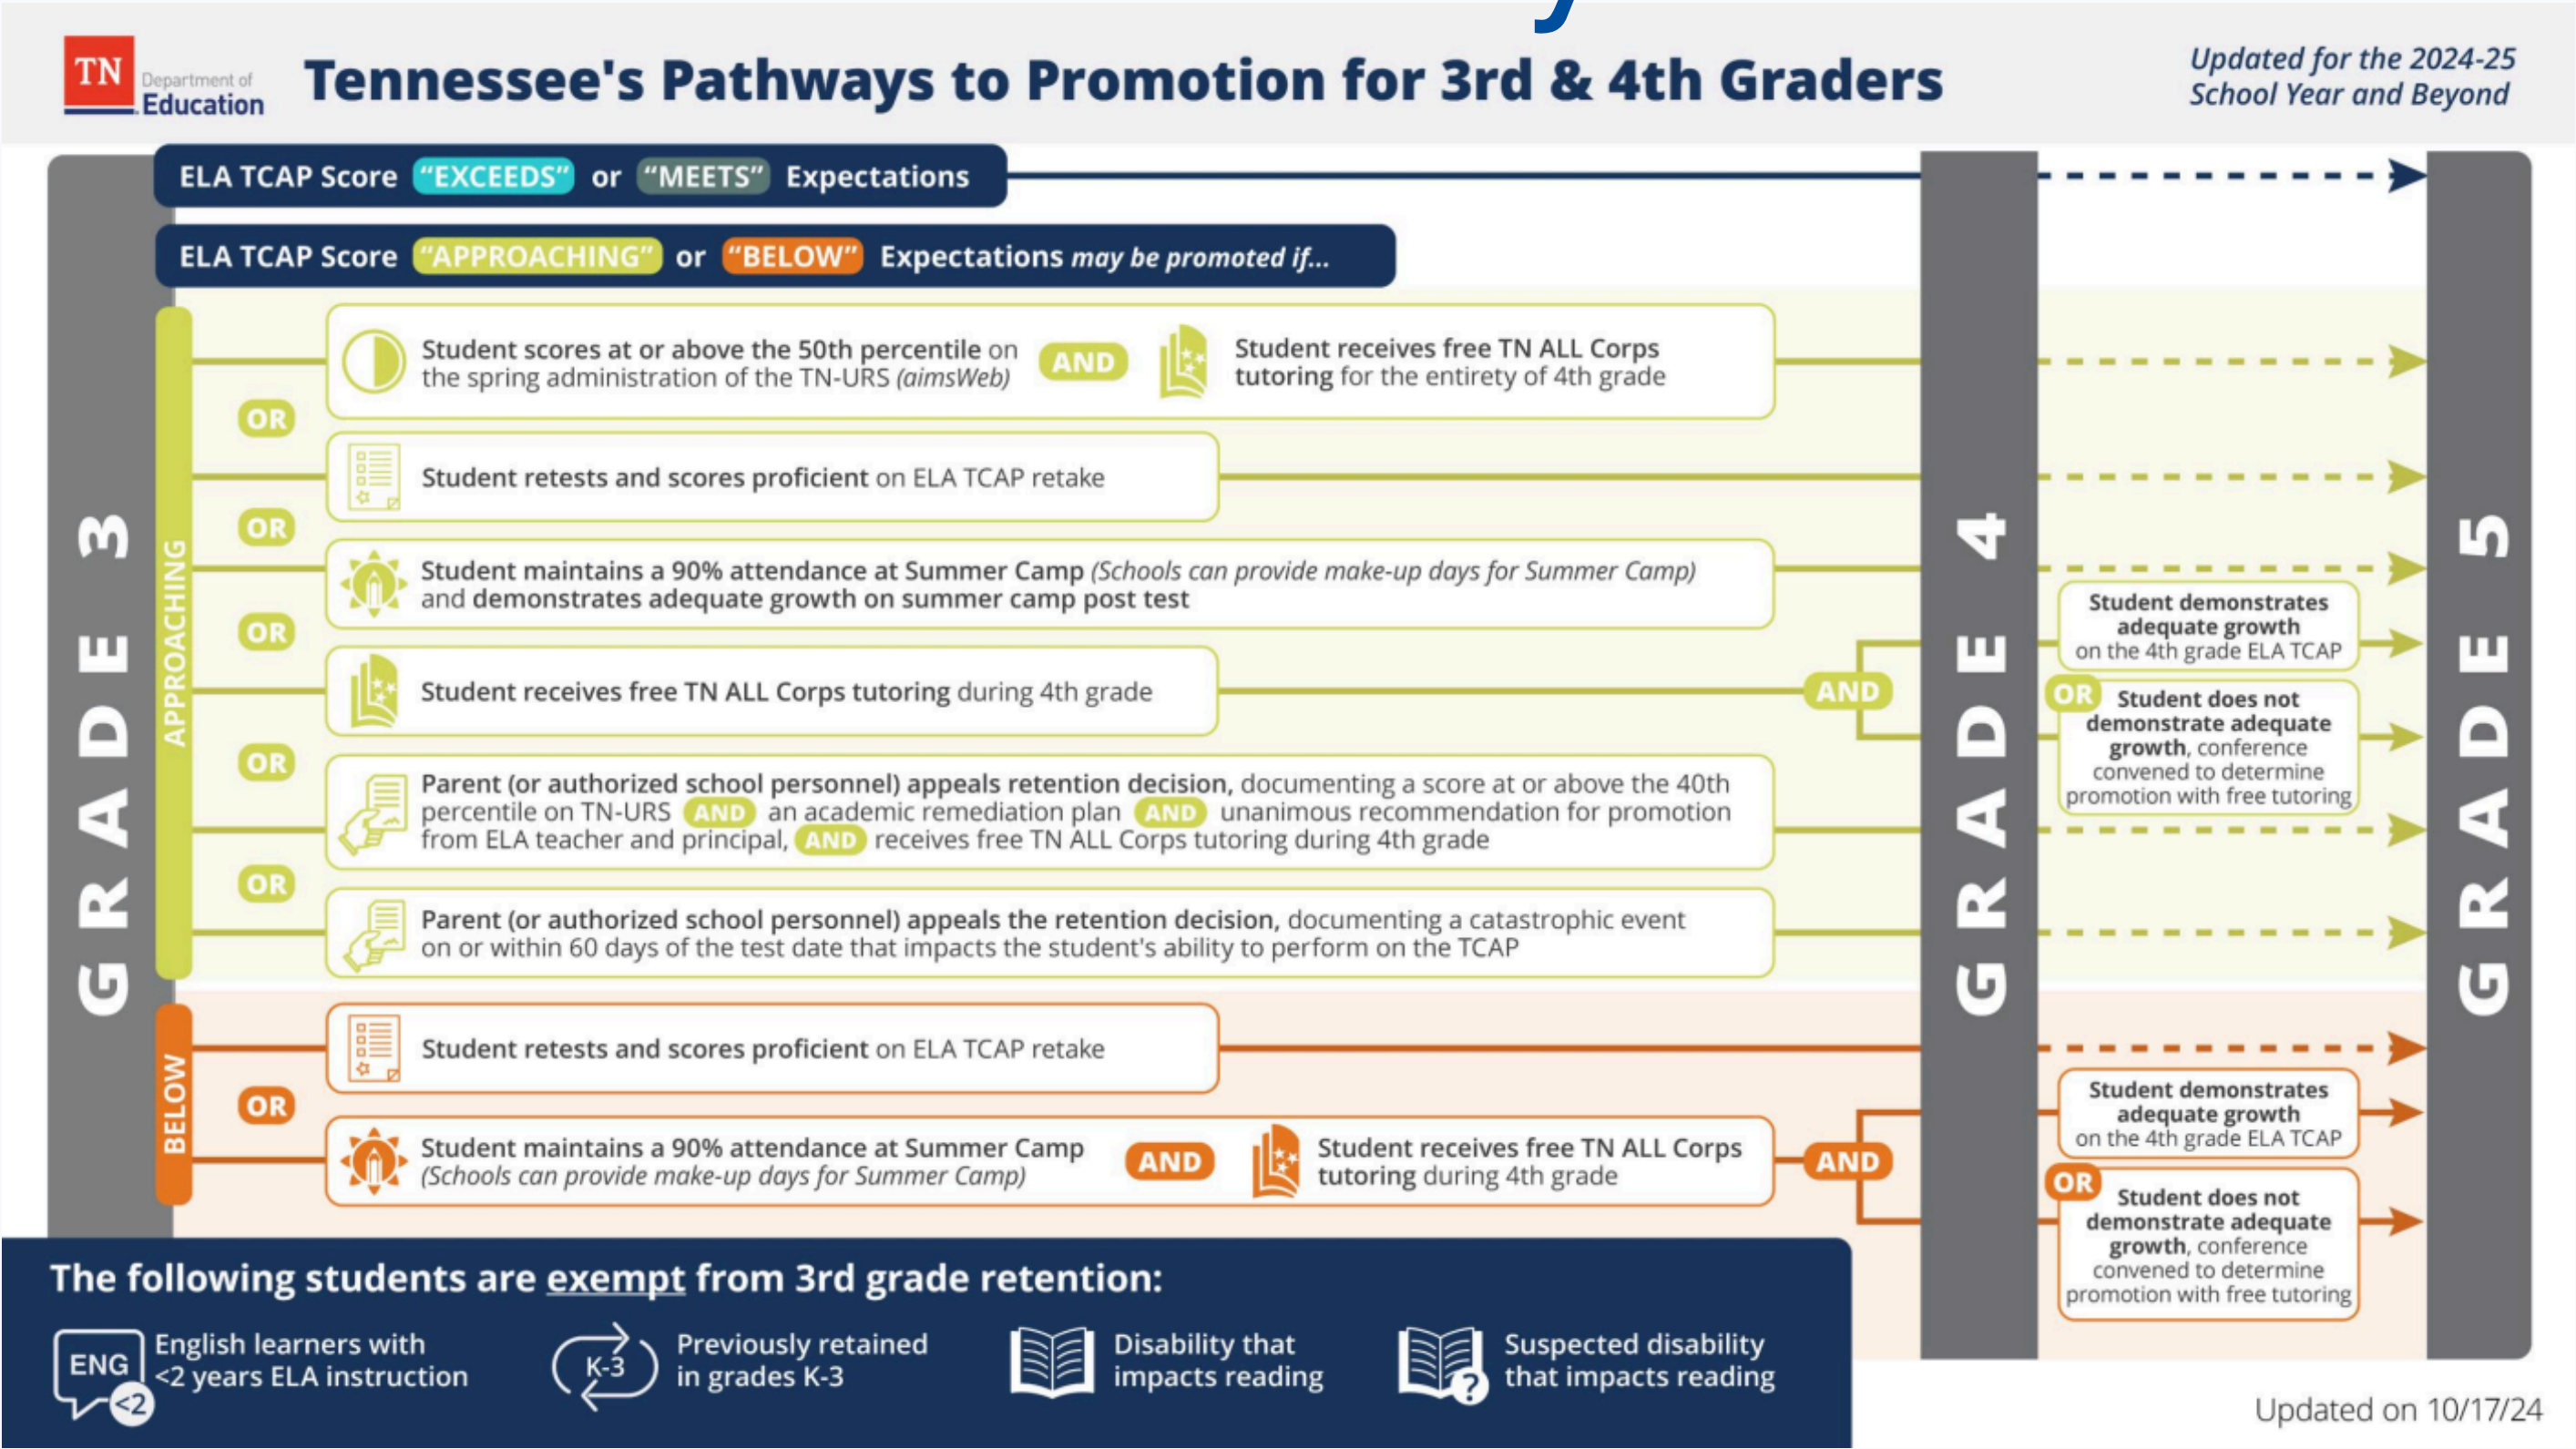 TN
Department of
Education
Tennessee's Pathways to Promotion for 3rd & 4th Graders
Updated for the 2024-25
School Year and Beyond
GRADE 3
ELA TCAP Score “EXCEEDS” or “MEETS” Expectations
ELA TCAP Score “APPROACHING” or “BELOW” Expectations may be promoted if...
APPROACHING
Student scores at or above the 50th percentile on
the spring administration of the TN-URS (aimsWeb)
AND
Student receives free TN ALL Corps
tutoring for the entirety of 4th grade
OR
Student retests and scores proficient on ELA TCAP retake
OR
Student maintains a 90% attendance at Summer Camp (Schools can provide make-up days for Summer Camp)
and demonstrates adequate growth on summer camp post test
OR
Student receives free TN ALL Corps tutoring during 4th grade
AND
OR
Parent (or authorized school personnel) appeals retention decision, documenting a score at or above the 40th
percentile on TN-URS AND an academic remediation plan AND unanimous recommendation for promotion
from ELA teacher and principal, AND receives free TN ALL Corps tutoring during 4th grade
OR
Parent (or authorized school personnel) appeals the retention decision, documenting a catastrophic event
on or within 60 days of the test date that impacts the student's ability to perform on the TCAP
BELOW
Student retests and scores proficient on ELA TCAP retake
OR
Student maintains a 90% attendance at Summer Camp
(Schools can provide make-up days for Summer Camp)
AND
Student receives free TN ALL Corps
tutoring during 4th grade
AND
GRADE 4
Student demonstrates
adequate growth
on the 4th grade ELA TCAP
OR
Student does not
demonstrate adequate
growth, conference
convened to determine
promotion with free tutoring
Student demonstrates
adequate growth
on the 4th grade ELA TCAP
OR
Student does not
demonstrate adequate
growth, conference
convened to determine
promotion with free tutoring
GRADE 5
The following students are exempt from 3rd grade retention:
ENG
<2
English learners with
<2 years ELA instruction
K-3
Previously retained
in grades K-3
Disability that
impacts reading
?
Suspected disability
that impacts reading
Updated on 10/17/24